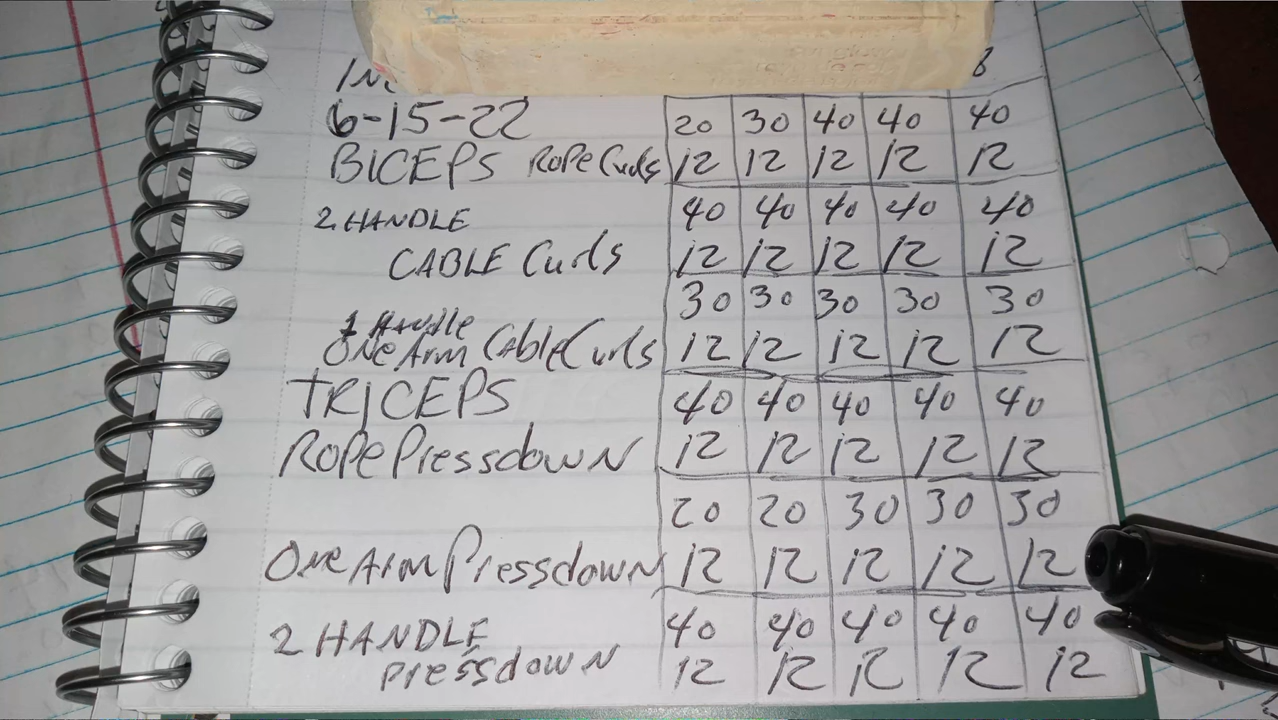 8
6-15-22 20 30 40 40 40
BICEPS ROPE Curls 12 12 12 12 12
2 HANDLE 40 40 40 40 40
CABLE Curls 12 12 12 12 12
30 30 30 30 30
1 Handle
ONE ARM Cable Curls 12 12 12 12 12
TRICEPS 40 40 40 40 40
ROPE Pressdown 12 12 12 12 12
20 20 30 30 30
One ARM Pressdown 12 12 12 12 12
2 HANDLE 40 40 40 40 40
Pressdown 12 12 12 12 12